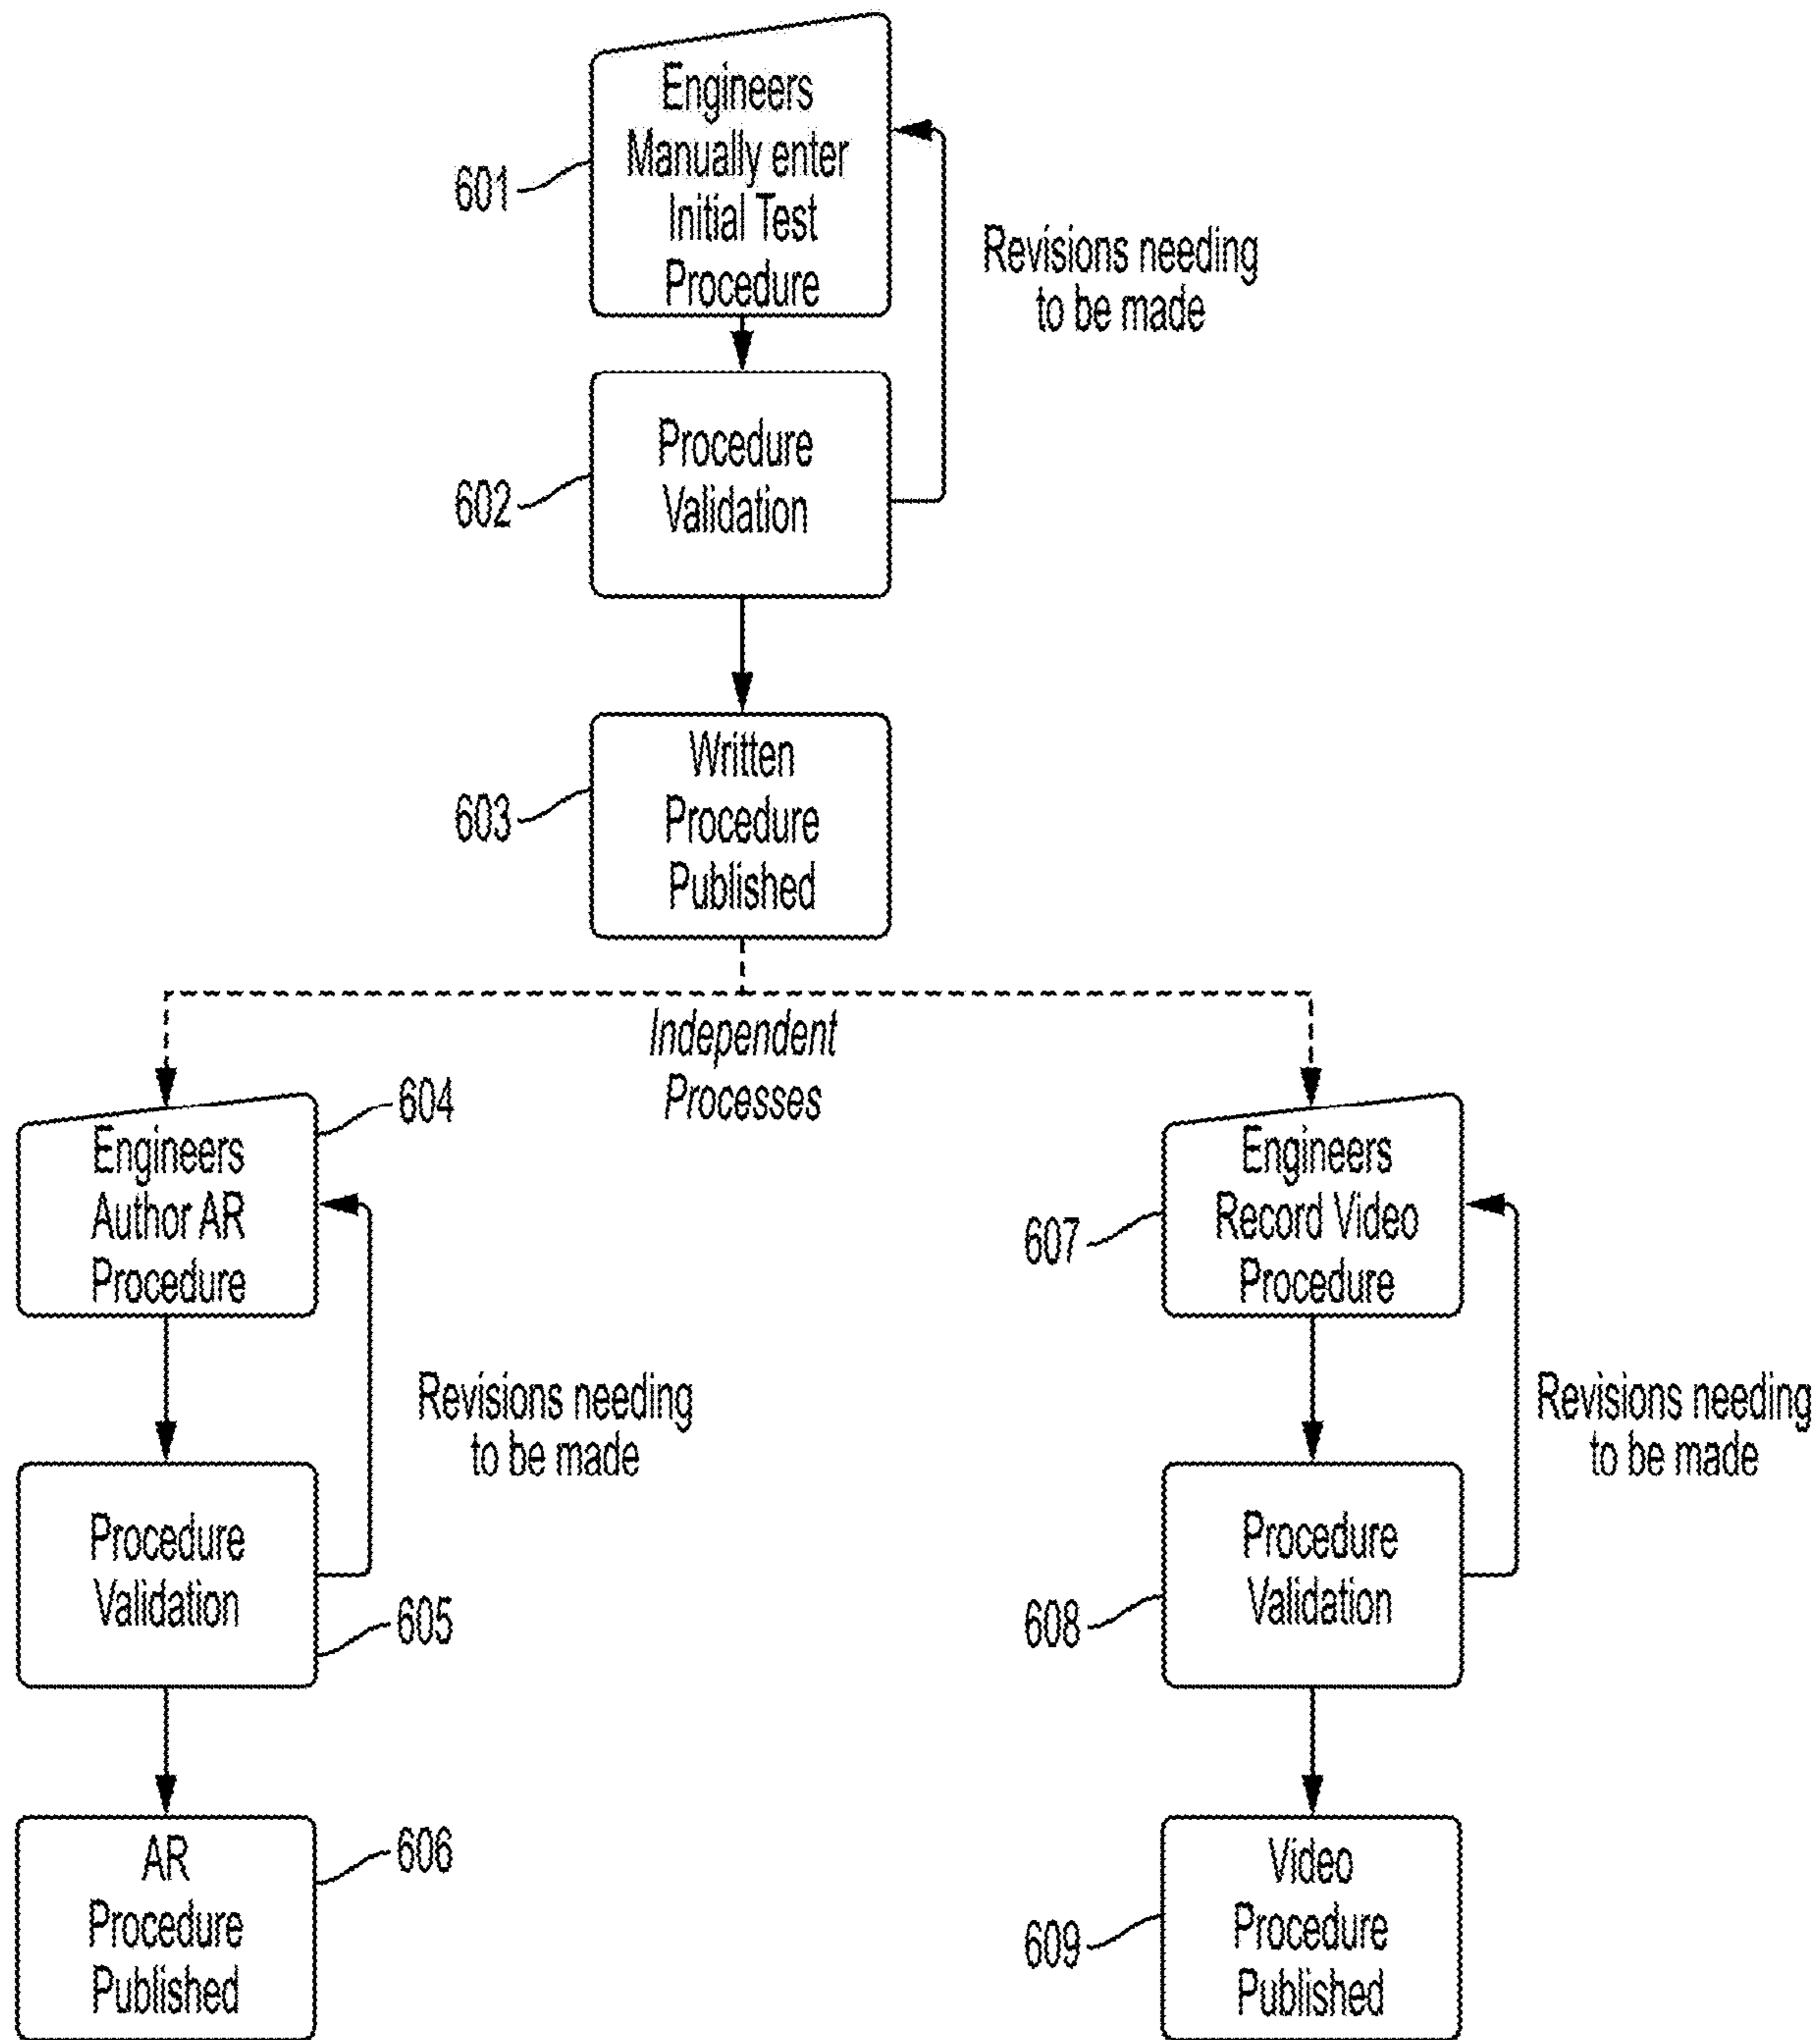 Engineers
Manually enter
Initial Test
Procedure
601
Revisions needing
to be made
Procedure
Validation
602
Written
Procedure
Published
603
Independent
Processes
604
Engineers
Author AR
Procedure
Revisions needing
to be made
Procedure
Validation
605
AR
Procedure
Published
606
Engineers
Record Video
Procedure
607
Revisions needing
to be made
Procedure
Validation
608
Video
Procedure
Published
609